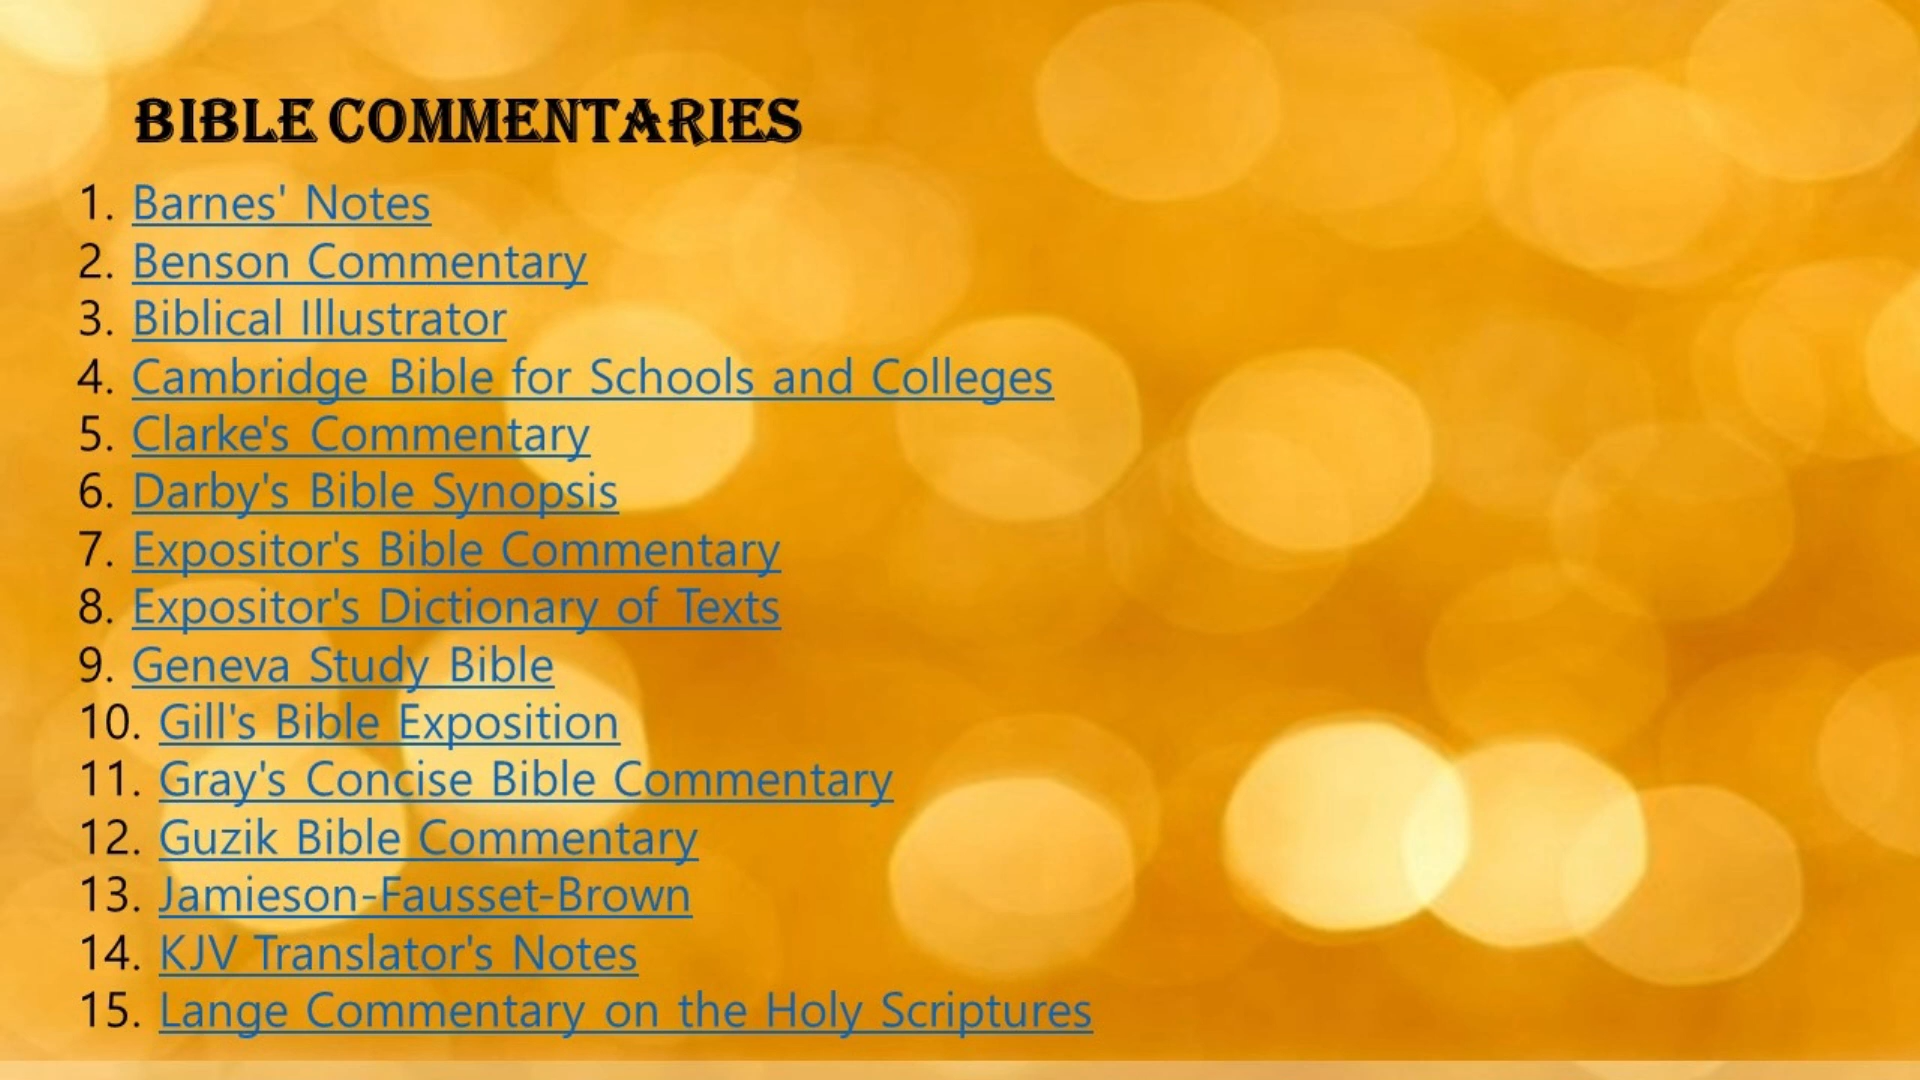 BIBLE COMMENTARIES
1. Barnes' Notes
2. Benson Commentary
3. Biblical Illustrator
4. Cambridge Bible for Schools and Colleges
5. Clarke's Commentary
6. Darby's Bible Synopsis
7. Expositor's Bible Commentary
8. Expositor's Dictionary of Texts
9. Geneva Study Bible
10. Gill's Bible Exposition
11. Gray's Concise Bible Commentary
12. Guzik Bible Commentary
13. Jamieson-Fausset-Brown
14. KJV Translator's Notes
15. Lange Commentary on the Holy Scriptures